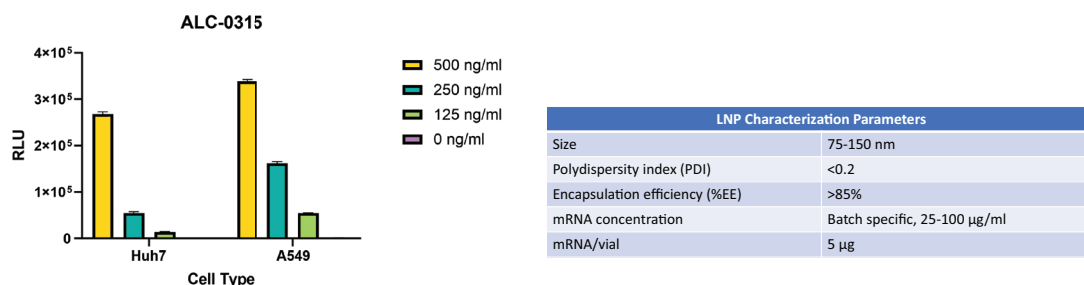 ALC-0315
4×10⁵
3×10⁵
2×10⁵
1×10⁵
0
RLU
Huh7 A549
Cell Type
500 ng/ml
250 ng/ml
125 ng/ml
0 ng/ml
LNP Characterization Parameters
Size 75-150 nm
Polydispersity index (PDI) <0.2
Encapsulation efficiency (%EE) >85%
mRNA concentration Batch specific, 25-100 µg/ml
mRNA/vial 5 µg